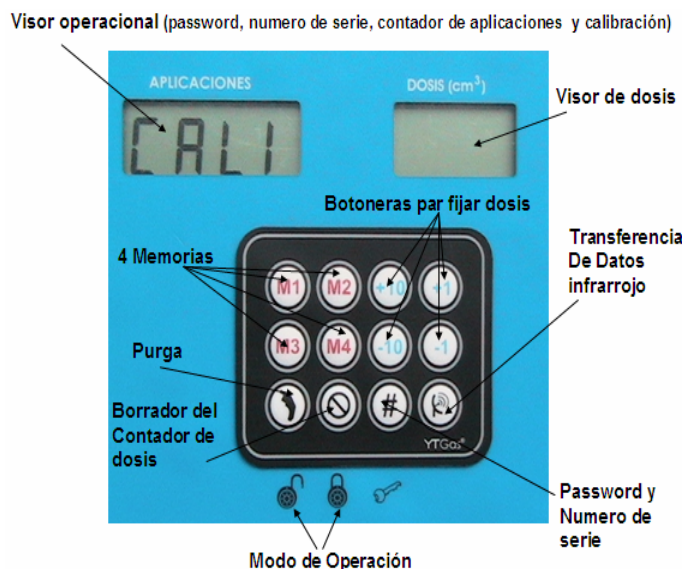 Visor operacional (password, numero de serie, contador de aplicaciones y calibración)
APLICACIONES
DOSIS (cm³)
Visor de dosis
CALI
Botoneras par fijar dosis
4 Memorias
Transferencia
De Datos
infrarrojo
M1 M2 +10 +1
M3 M4 -10 -1
Purga
#
Borrador del
Contador de
dosis
YTGas®
Password y
Numero de
serie
Modo de Operación